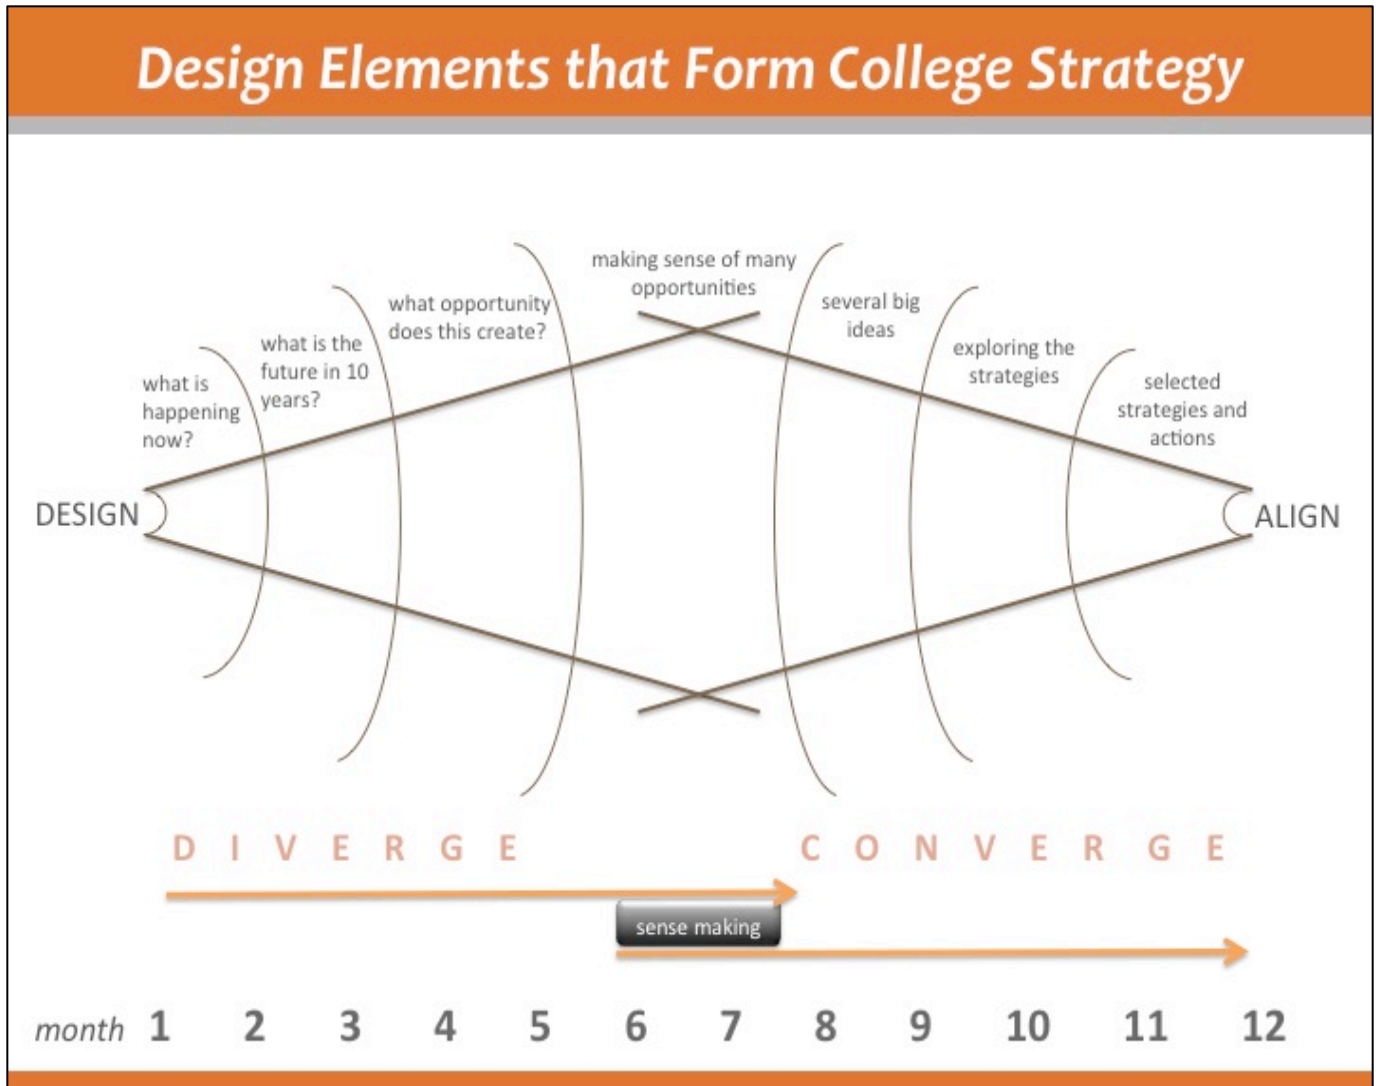 Design Elements that Form College Strategy
what is
happening
now?
what is the
future in 10
years?
what opportunity
does this create?
making sense of many
opportunities
several big
ideas
exploring the
strategies
selected
strategies and
actions
DESIGN
ALIGN
DIVERGE
CONVERGE
sense making
month 1 2 3 4 5 6 7 8 9 10 11 12